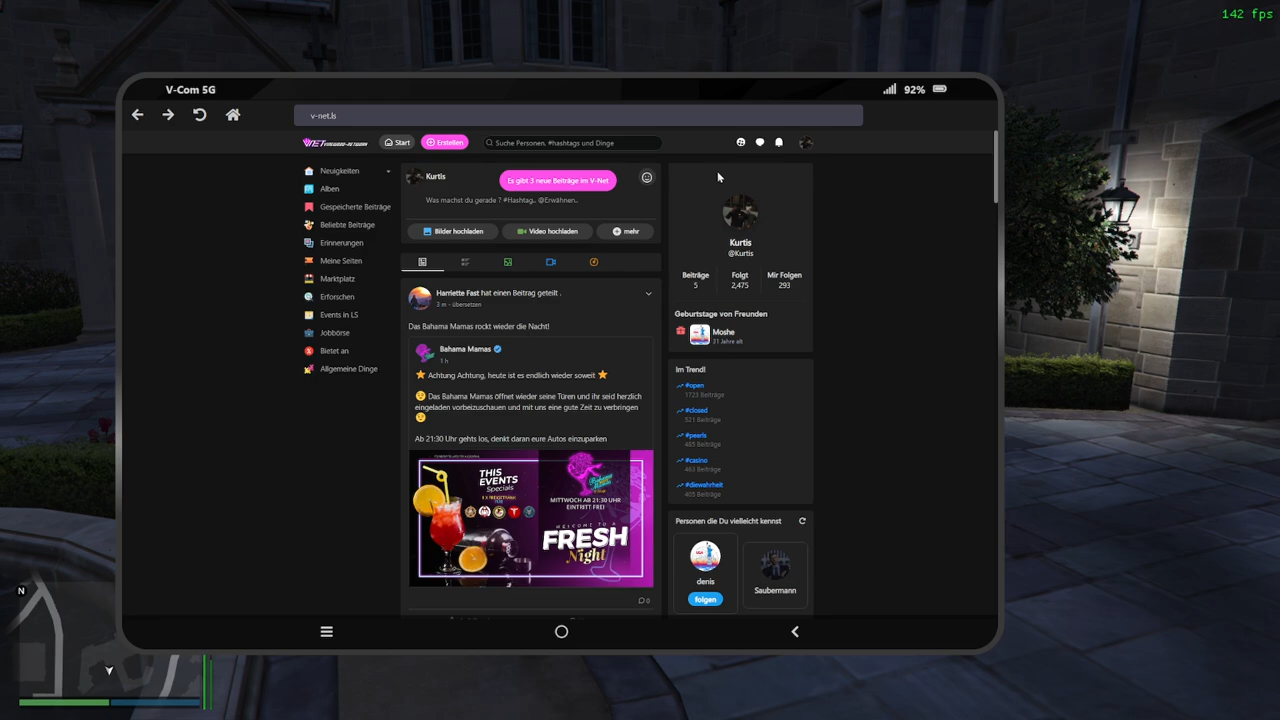 142 fps
V-Com 5G
92%
v-net.ls
VNET
Start
Erstellen
Suche Personen, #hashtags und Dinge
Neuigkeiten
Alben
Gespeicherte Beiträge
Beliebte Beiträge
Erinnerungen
Meine Seiten
Marktplatz
Erforschen
Events in LS
Jobbörse
Bietet an
Allgemeine Dinge
Kurtis
Es gibt 3 neue Beiträge im V-Net
Was machst du gerade ? #Hashtag.. @Erwähnen..
Bilder hochladen
Video hochladen
mehr
Harriette Fast hat einen Beitrag geteilt .
3 m - übersetzen
Das Bahama Mamas rockt wieder die Nacht!
Bahama Mamas
1 h
Achtung Achtung, heute ist es endlich wieder soweit
Das Bahama Mamas öffnet wieder seine Türen und ihr seid herzlich
eingeladen vorbeizuschauen und mit uns eine gute Zeit zu verbringen
Ab 21:30 Uhr gehts los, denkt daran eure Autos einzuparken
THIS
EVENTS
Specials
MITTWOCH AB 21:30 UHR
EINTRITT FREI
WELCOME TO A
FRESH
Night
0
Kurtis
@Kurtis
Beiträge
5
Folgt
2,475
Mir Folgen
293
Geburtstage von Freunden
Moshe
31 Jahre alt
Im Trend!
#open
1723 Beiträge
#closed
521 Beiträge
#pearls
485 Beiträge
#casino
463 Beiträge
#diewahrheit
405 Beiträge
Personen die Du vielleicht kennst
denis
folgen
Saubermann
N